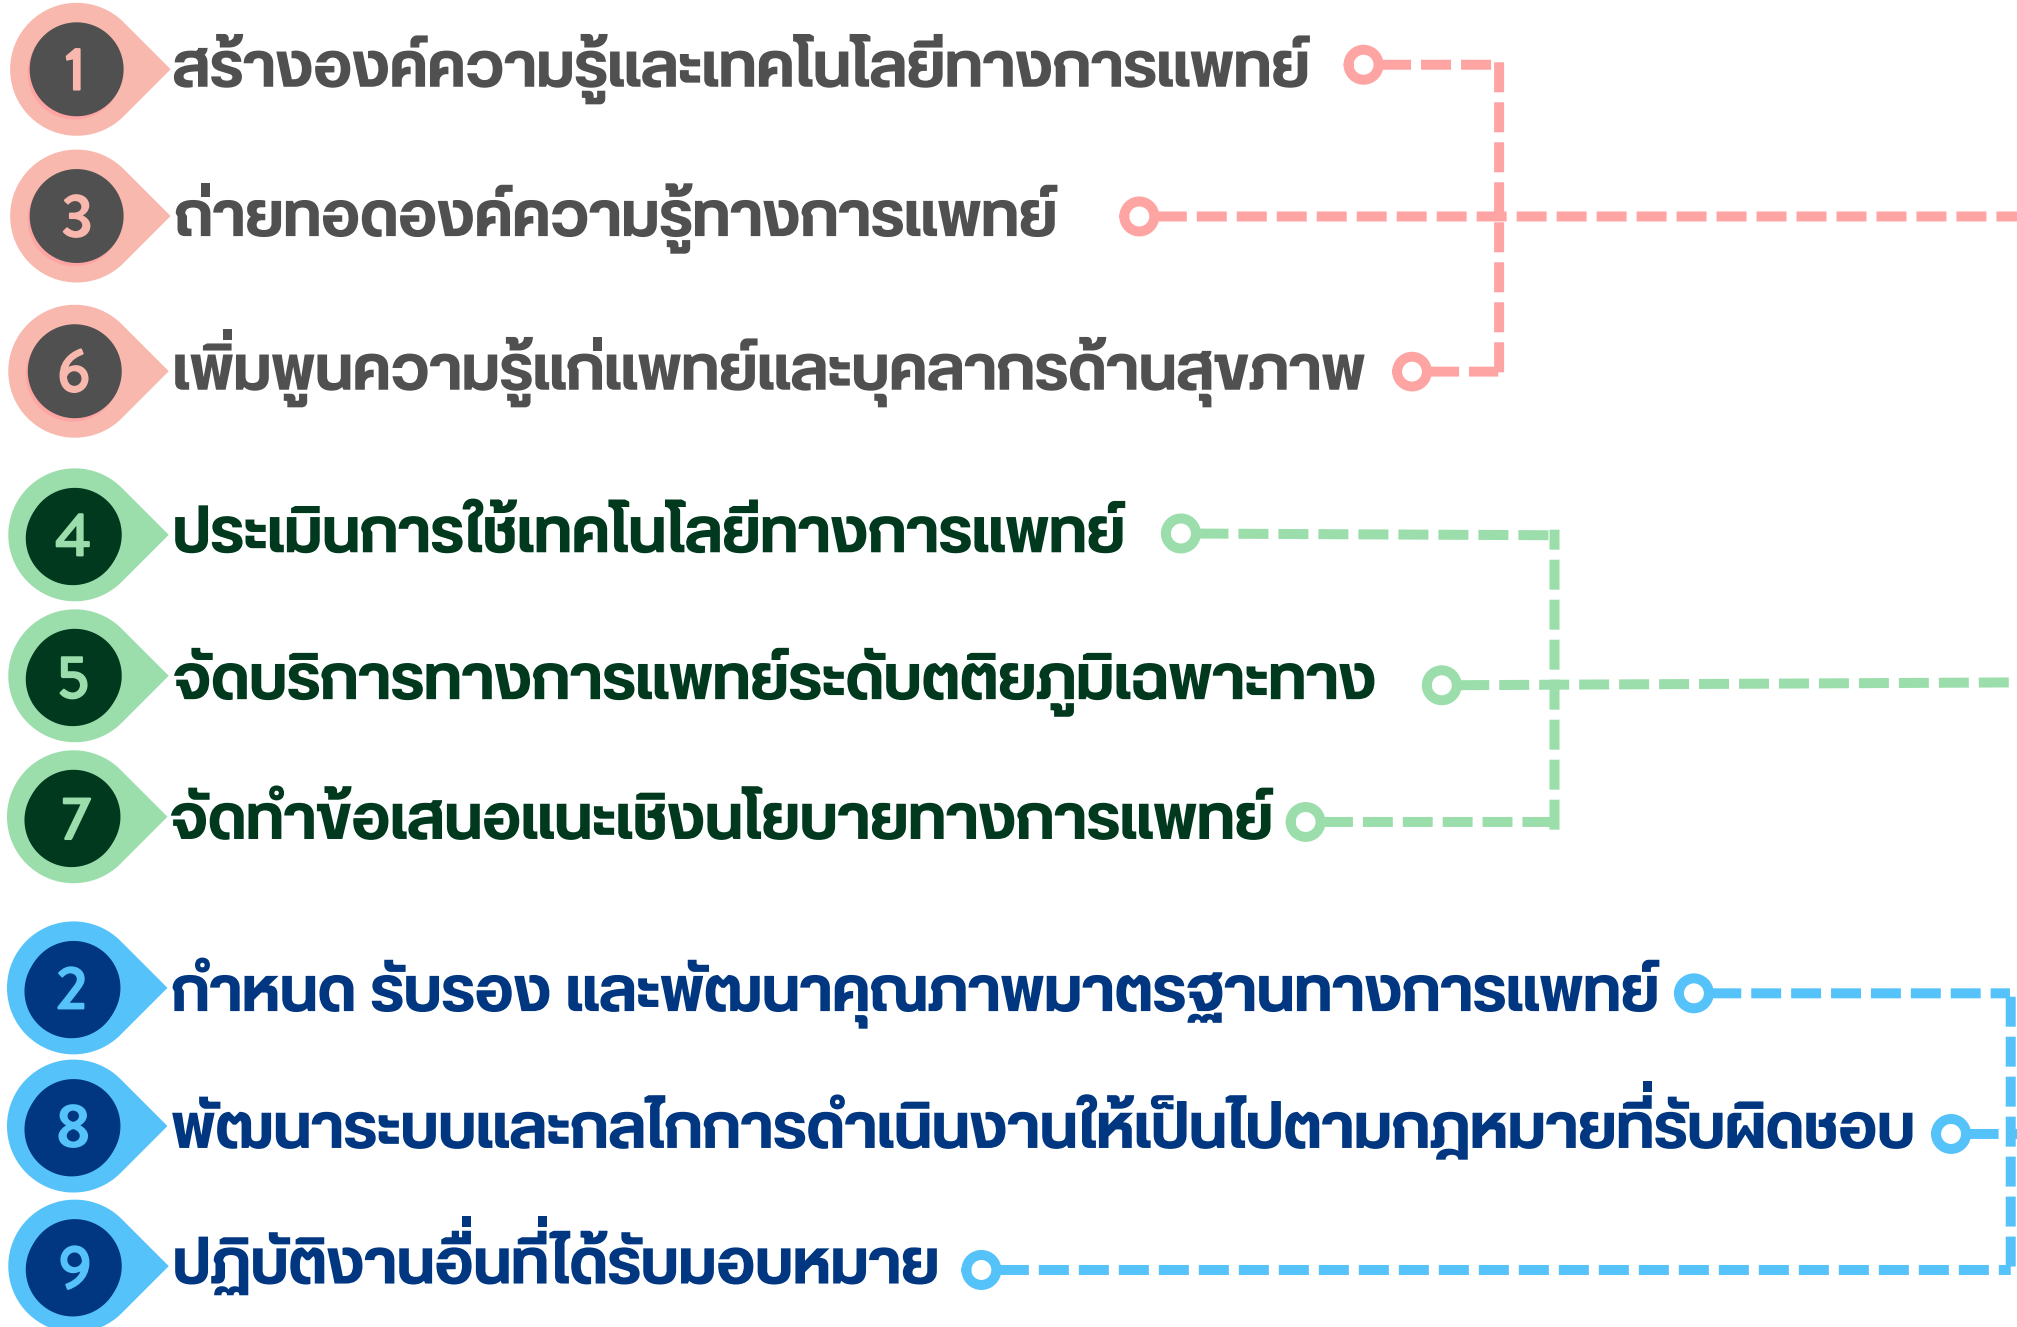 1 สร้างองค์ความรู้และเทคโนโลยีทางการแพทย์
3 ถ่ายทอดองค์ความรู้ทางการแพทย์
6 เพิ่มพูนความรู้แก่แพทย์และบุคลากรด้านสุขภาพ
4 ประเมินการใช้เทคโนโลยีทางการแพทย์
5 จัดบริการทางการแพทย์ระดับตติยภูมิเฉพาะทาง
7 จัดทำข้อเสนอแนะเชิงนโยบายทางการแพทย์
2 กำหนด รับรอง และพัฒนาคุณภาพมาตรฐานทางการแพทย์
8 พัฒนาระบบและกลไกการดำเนินงานให้เป็นไปตามกฎหมายที่รับผิดชอบ
9 ปฏิบัติงานอื่นที่ได้รับมอบหมาย